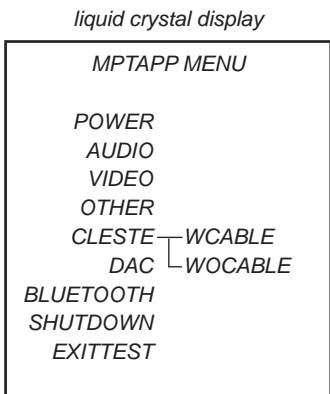 liquid crystal display
MPTAPP MENU
POWER
AUDIO
VIDEO
OTHER
CLESTE WCABLE
DAC WOCABLE
BLUETOOTH
SHUTDOWN
EXITTEST